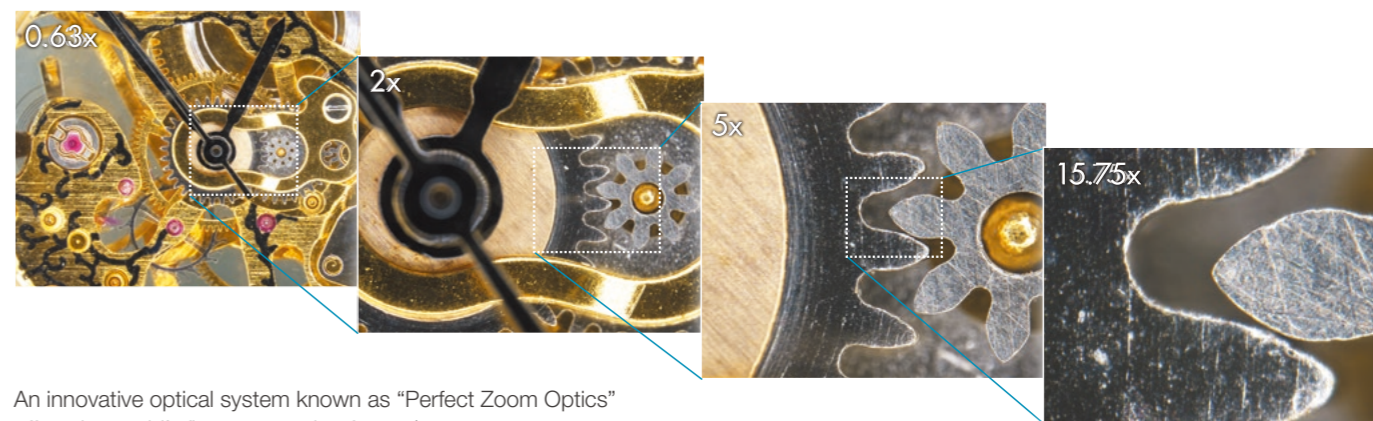 0.63x
2x
5x
15.75x
An innovative optical system known as “Perfect Zoom Optics”